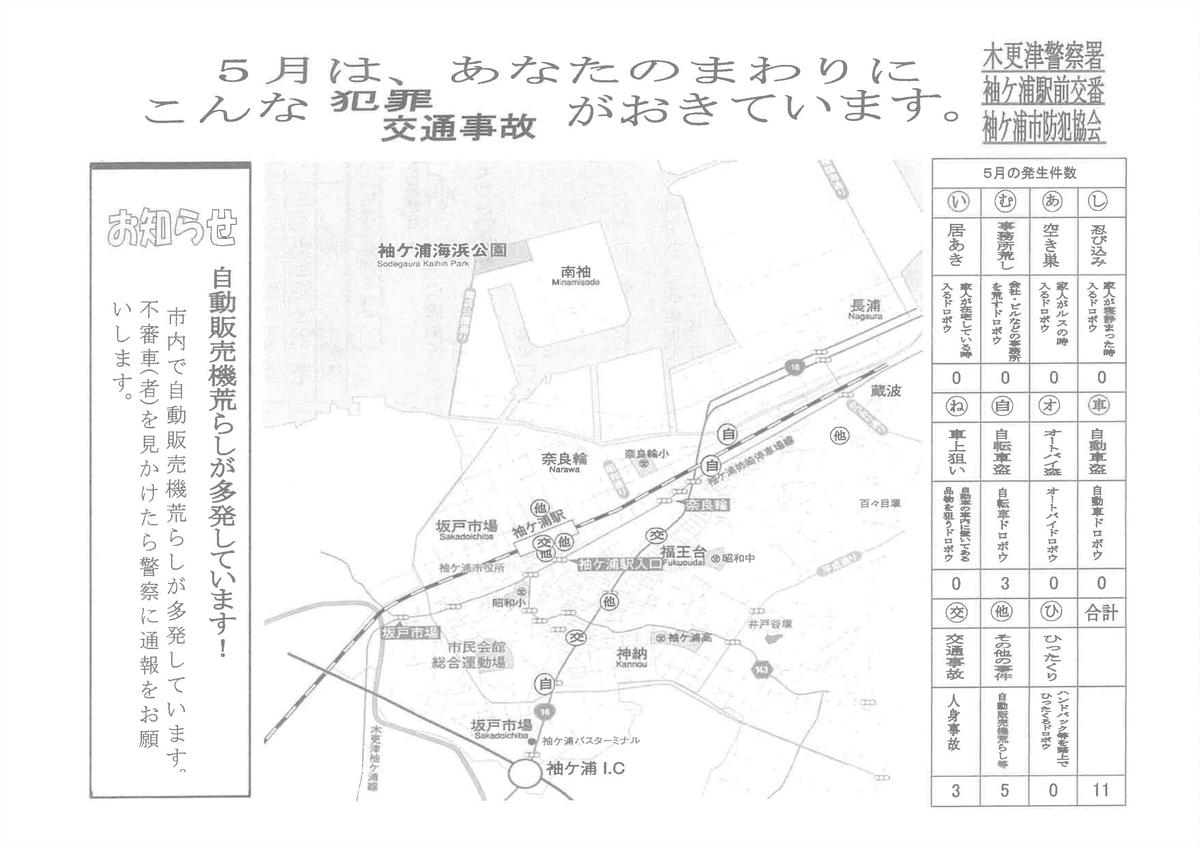 5月は、あなたのまわりに
こんな犯罪交通事故がおきています。
木更津警察署
袖ケ浦駅前交番
袖ケ浦市防犯協会
お知らせ
自動販売機荒らしが多発しています！
市内で自動販売機荒らしが多発しています。
不審車(者)を見かけたら警察に通報をお願
いします。
袖ケ浦海浜公園
Sodegaura Kaihin Park
南袖
Minamisode
長浦
Nagaura
16
蔵波
自
他
自
袖ケ浦姉崎停車場線
奈良輪
Narawa
奈良輪小
奈良輪
百々目堰
他
坂戸市場
Sakadoichiba
袖ケ浦駅
交
他
他
交
福王台
Fukuoudai
昭和中
袖ケ浦市役所
袖ケ浦駅入口
昭和小
他
坂戸市場
交
井戸谷堰
袖ケ浦高
市民会館
総合運動場
神納
Kannou
143
自
16
坂戸市場
Sakadoichiba
袖ケ浦バスターミナル
木更津袖ケ浦線
袖ケ浦 I.C
5月の発生件数
い
む
あ
し
居あき
事務所荒し
空き巣
忍び込み
家人が在宅している時
入るドロボウ
会社・ビルなどの事務所
を荒すドロボウ
家人がルスの時
入るドロボウ
家人が寝静まった時
入るドロボウ
0
0
0
0
ね
自
オ
車
車上狙い
自転車盗
オートバイ盗
自動車盗
自動車の車内に置いてある
品物を狙うドロボウ
自転車ドロボウ
オートバイドロボウ
自動車ドロボウ
0
3
0
0
交
他
ひ
合計
交通事故
その他の事件
ひったくり
人身事故
自動販売機荒らし等
ハンドバック等を路上で
ひったくるドロボウ
3
5
0
11